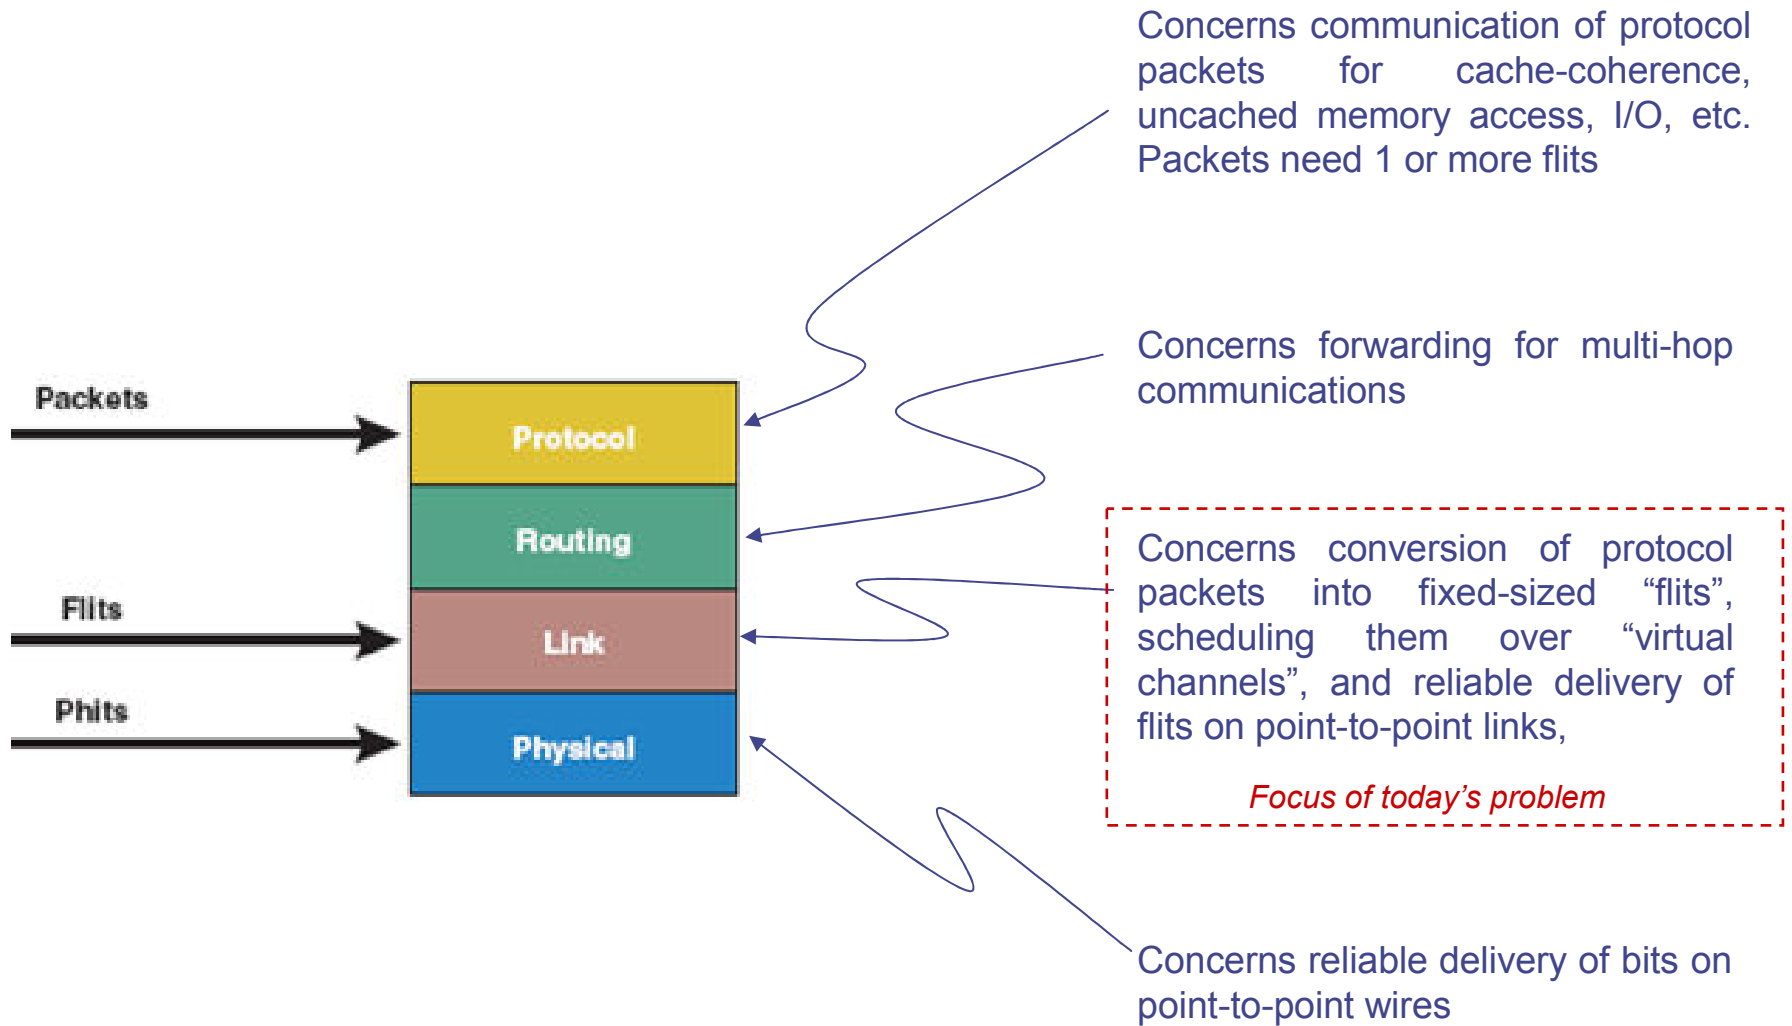 Concerns communication of protocol
packets for cache-coherence,
uncached memory access, I/O, etc.
Packets need 1 or more flits
Concerns forwarding for multi-hop
communications
Packets
Protocol
Routing
Flits
Link
Phits
Physical
Concerns conversion of protocol
packets into fixed-sized “flits”,
scheduling them over “virtual
channels”, and reliable delivery of
flits on point-to-point links,
Focus of today’s problem
Concerns reliable delivery of bits on
point-to-point wires